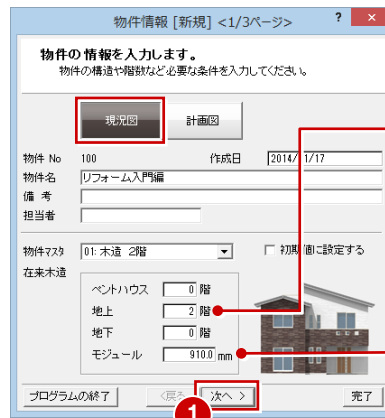 物件情報 [新規] <1/3ページ> ? ×
物件の情報を入力します。
物件の構造や階数など必要な条件を入力してください。
現況図 計画図
物件 No 100 作成日 2014/ 1/17
物件名 リフォーム入門編
備 考
担当者
物件マスタ 01: 木造 2階 初期値に設定する
在来木造
ペントハウス 0 階
地上 2 階
地下 0 階
モジュール 910.0 mm
プログラムの終了 <戻る 次へ > 完了
1